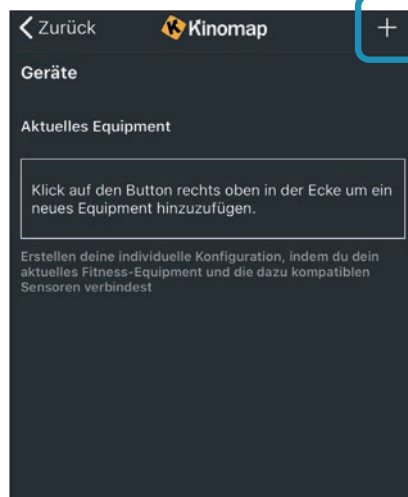 Zurück Kinomap +
Geräte
Aktuelles Equipment
Klick auf den Button rechts oben in der Ecke um ein
neues Equipment hinzuzufügen.
Erstellen deine individuelle Konfiguration, indem du dein
aktuelles Fitness-Equipment und die dazu kompatiblen
Sensoren verbindest